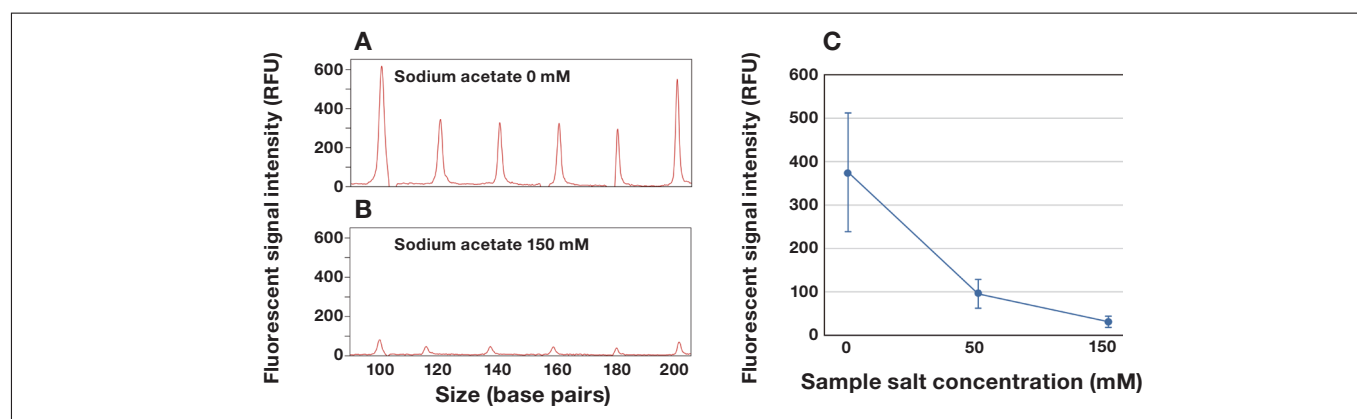 A
Fluorescent signal intensity (RFU)
Sodium acetate 0 mM
600
400
200
0
B
Sodium acetate 150 mM
600
400
200
0
100 120 140 160 180 200
Size (base pairs)
C
Fluorescent signal intensity (RFU)
600
500
400
300
200
100
0
0 50 150
Sample salt concentration (mM)